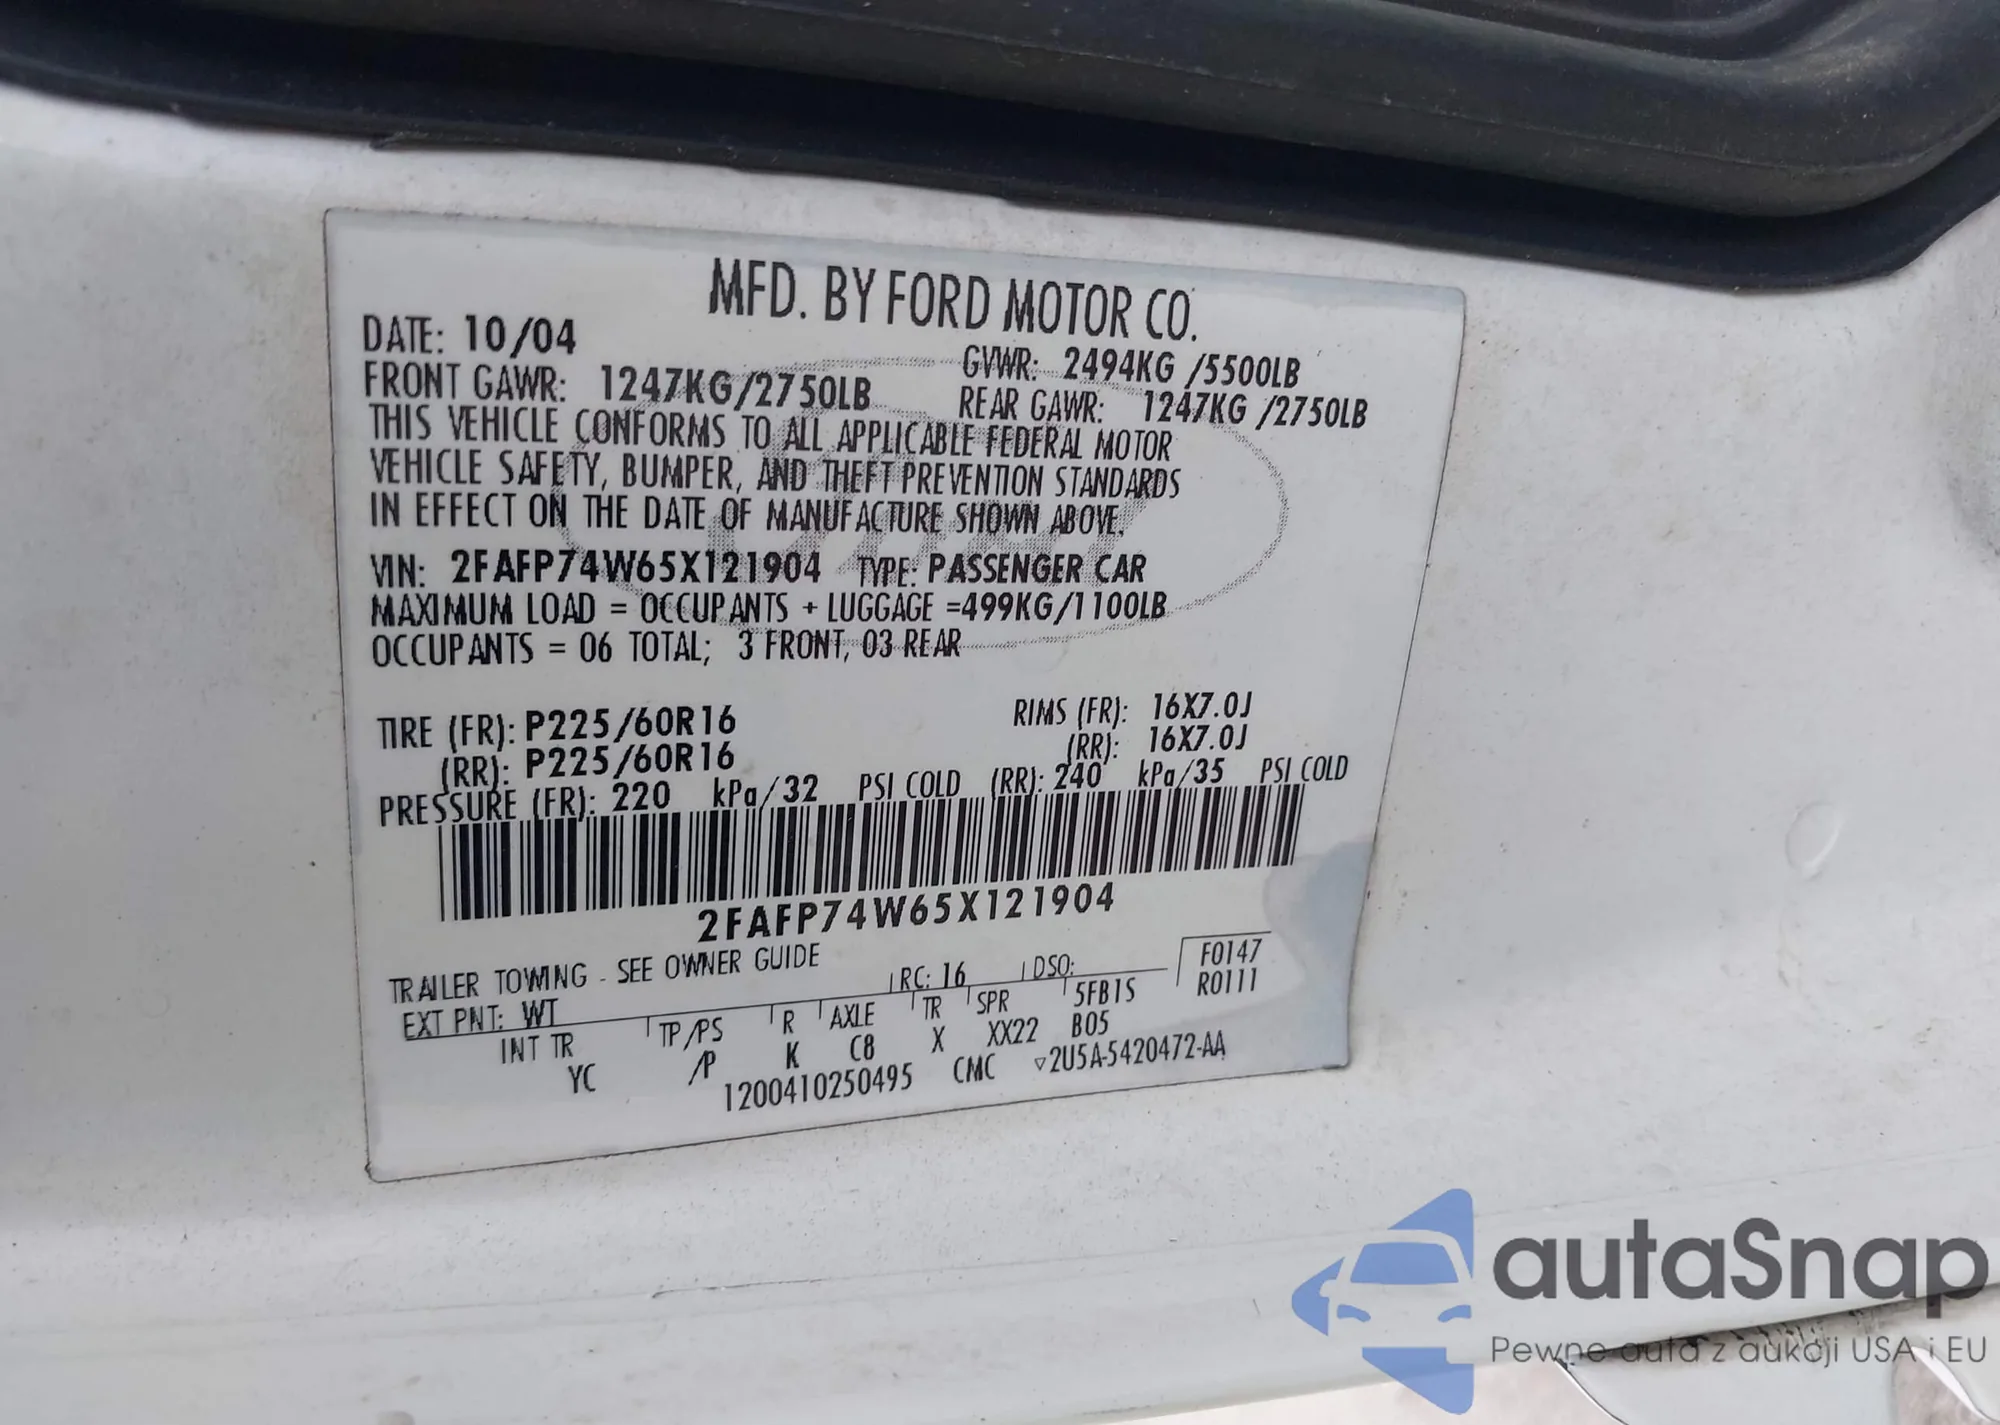 MFD. BY FORD MOTOR CO.
DATE: 10/04 GVWR: 2494KG /5500LB
FRONT GAWR: 1247KG/2750LB REAR GAWR: 1247KG /2750LB
THIS VEHICLE CONFORMS TO ALL APPLICABLE FEDERAL MOTOR
VEHICLE SAFETY, BUMPER, AND THEFT PREVENTION STANDARDS
IN EFFECT ON THE DATE OF MANUFACTURE SHOWN ABOVE.
VIN: 2FAFP74W65X121904 TYPE: PASSENGER CAR
MAXIMUM LOAD = OCCUPANTS + LUGGAGE =499KG/1100LB
OCCUPANTS = 06 TOTAL; 3 FRONT, 03 REAR
TIRE (FR): P225/60R16 RIMS (FR): 16X7.0J
(RR): P225/60R16 (RR): 16X7.0J
PRESSURE (FR): 220 kPa/32 PSI COLD (RR): 240 kPa/35 PSI COLD
2FAFP74W65X121904
TRAILER TOWING - SEE OWNER GUIDE
EXT PNT: WT RC: 16 DSO: F0147
R0111
INT TR TP/PS R AXLE TR SPR 5FB1S
YC /P K C8 X XX22 B05
1200410250495 CMC ▽2U5A-5420472-AA
autaSnap
Pewne auta z aukcji USA i EU